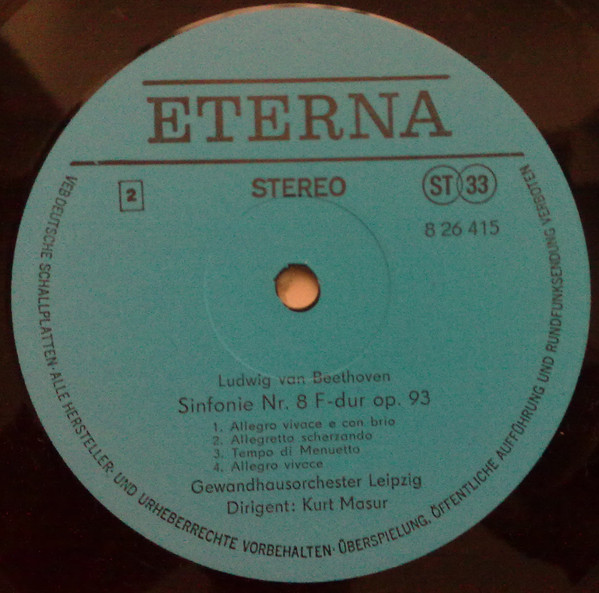 ETERNA
2
STEREO
ST 33
8 26 415
Ludwig van Beethoven
Sinfonie Nr. 8 F-dur op. 93
1. Allegro vivace e con brio
2. Allegretto scherzando
3. Tempo di Menuetto
4. Allegro vivace
Gewandhausorchester Leipzig
Dirigent: Kurt Masur
VEB DEUTSCHE SCHALLPLATTEN · ALLE HERSTELLER- UND URHEBERRECHTE VORBEHALTEN · ÜBERSPIELUNG, ÖFFENTLICHE AUFFÜHRUNG UND RUNDFUNKSENDUNG VERBOTEN